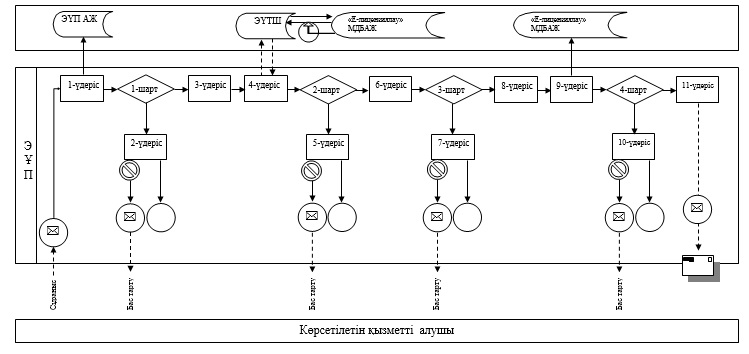 ЭҮП АЖ
ЭҮТШ
«Е-лицензиялау»
МДБАЖ
«Е-лицензиялау»
МДБАЖ
1-үдеріс
1-шарт
3-үдеріс
4-үдеріс
2-шарт
6-үдеріс
3-шарт
8-үдеріс
9-үдеріс
4-шарт
11-үдеріс
2-үдеріс
5-үдеріс
7-үдеріс
10-үдеріс
Э
Ұ
П
Сұраныс
Бас тарту
Бас тарту
Бас тарту
Бас тарту
Көрсетілетін қызметті алушы